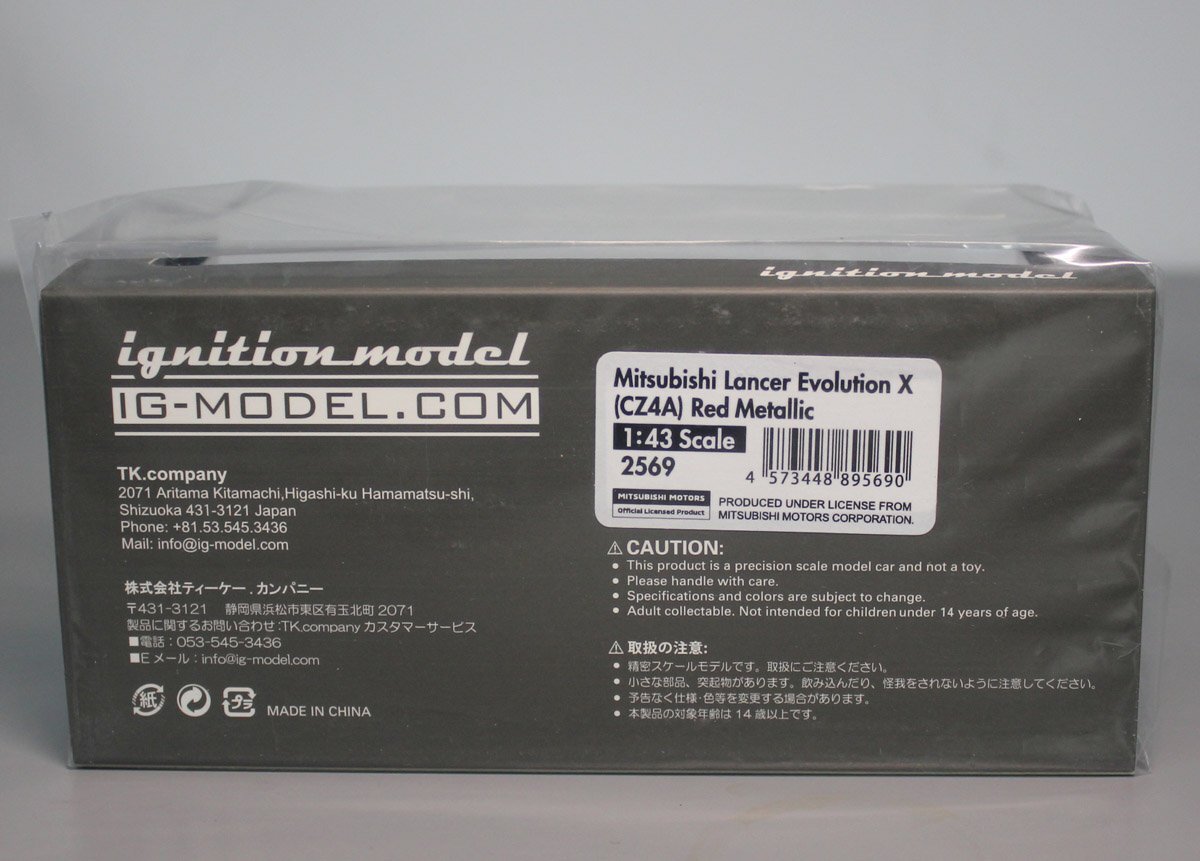 ignition model
ignition model
IG-MODEL.COM
TK.company
2071 Aritama Kitamachi,Higashi-ku Hamamatsu-shi,
Shizuoka 431-3121 Japan
Phone: +81.53.545.3436
Mail: info@ig-model.com
株式会社ティーケー.カンパニー
〒431-3121 静岡県浜松市東区有玉北町 2071
製品に関するお問い合わせ:TK.company カスタマーサービス
■電話:053-545-3436
■E メール:info@ig-model.com
紙
プラ
MADE IN CHINA
Mitsubishi Lancer Evolution X
(CZ4A) Red Metallic
1:43 Scale
2569
4 573448 895690
MITSUBISHI MOTORS
Official Licensed Product
PRODUCED UNDER LICENSE FROM
MITSUBISHI MOTORS CORPORATION.
⚠ CAUTION:
● This product is a precision scale model car and not a toy.
● Please handle with care.
● Specifications and colors are subject to change.
● Adult collectable. Not intended for children under 14 years of age.
⚠ 取扱の注意:
● 精密スケールモデルです。取扱にご注意ください。
● 小さな部品、突起物があります。飲み込んだり、怪我をされないように注意してください。
● 予告なく仕様・色等を変更する場合があります。
● 本製品の対象年齢は 14 歳以上です。